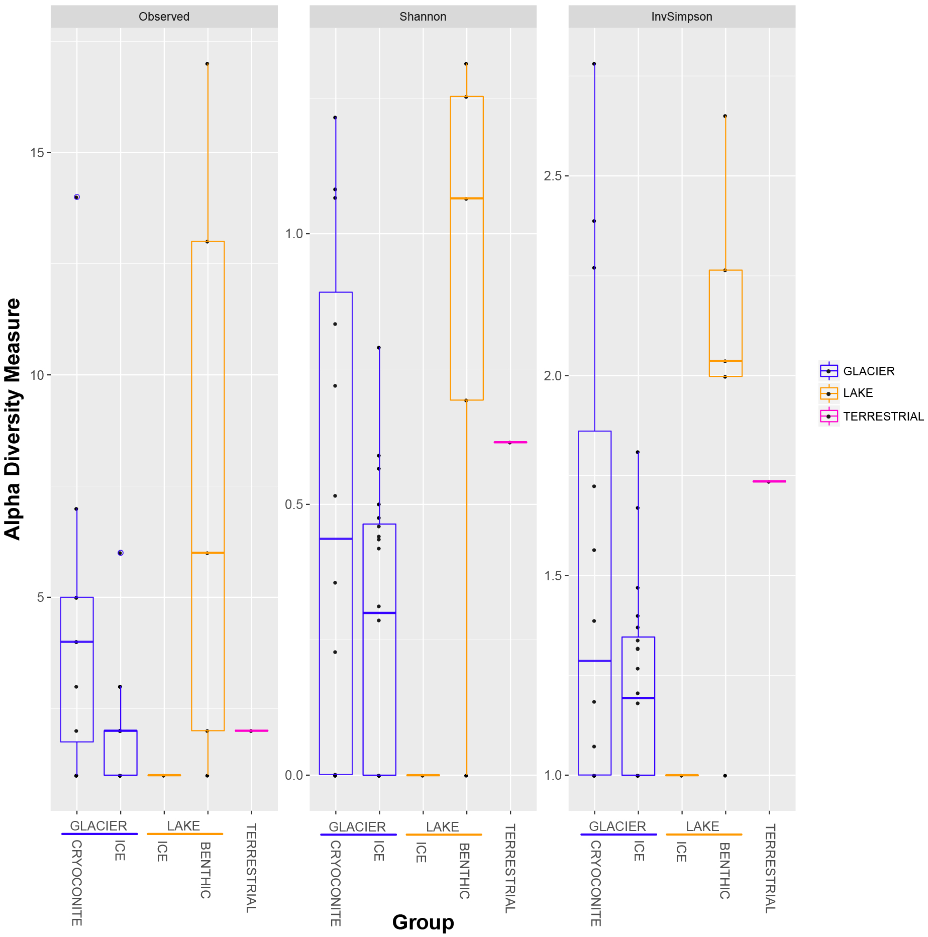 Observed
Shannon
InvSimpson
Alpha Diversity Measure
15
10
5
1.0
0.5
0.0
2.5
2.0
1.5
1.0
GLACIER
LAKE
TERRESTRIAL
GLACIER LAKE
CRYOCONITE
ICE
ICE
BENTHIC
TERRESTRIAL
GLACIER LAKE
CRYOCONITE
ICE
ICE
BENTHIC
TERRESTRIAL
GLACIER LAKE
CRYOCONITE
ICE
ICE
BENTHIC
TERRESTRIAL
Group